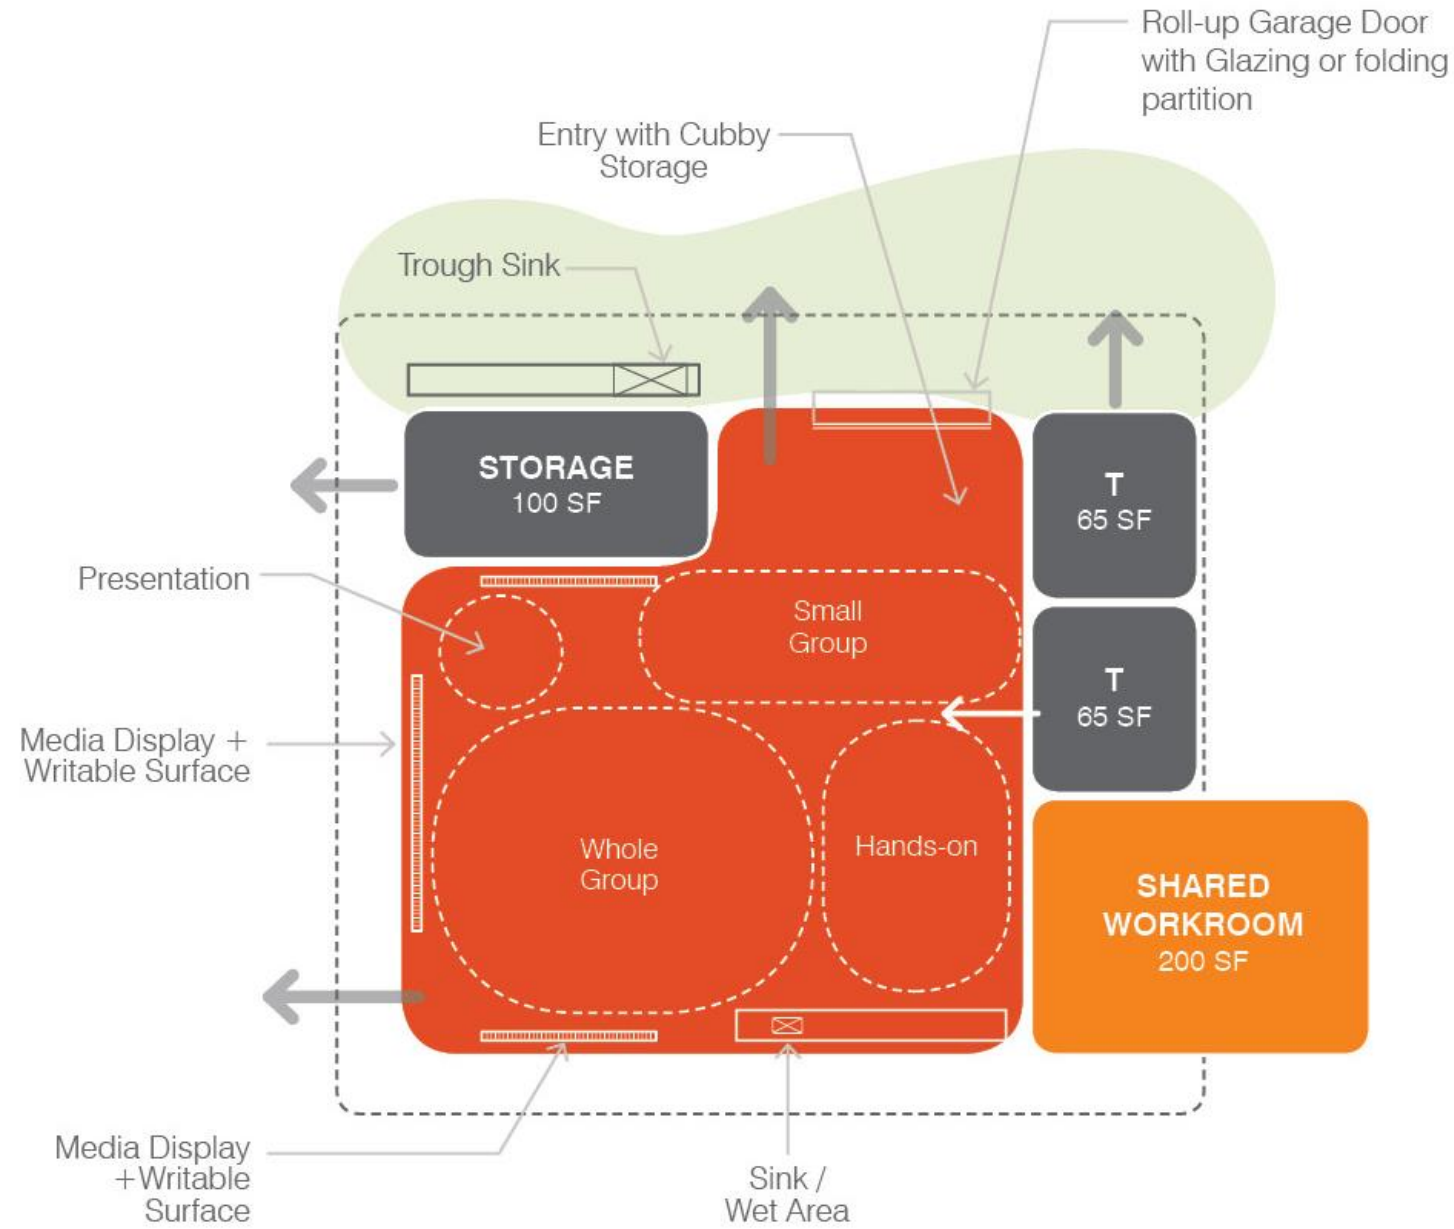 Roll-up Garage Door
with Glazing or folding
partition
Entry with Cubby
Storage
Trough Sink
STORAGE
100 SF
T
65 SF
Presentation
Small
Group
T
65 SF
Media Display +
Writable Surface
Whole
Group
Hands-on
SHARED
WORKROOM
200 SF
Media Display
+Writable
Surface
Sink /
Wet Area